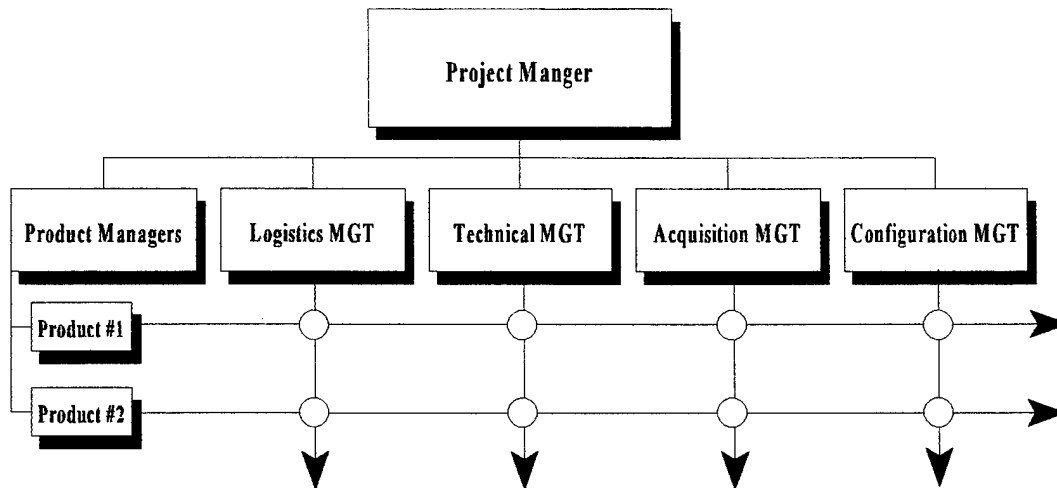 Project Manger
Product Managers
Logistics MGT
Technical MGT
Acquisition MGT
Configuration MGT
Product #1
Product #2